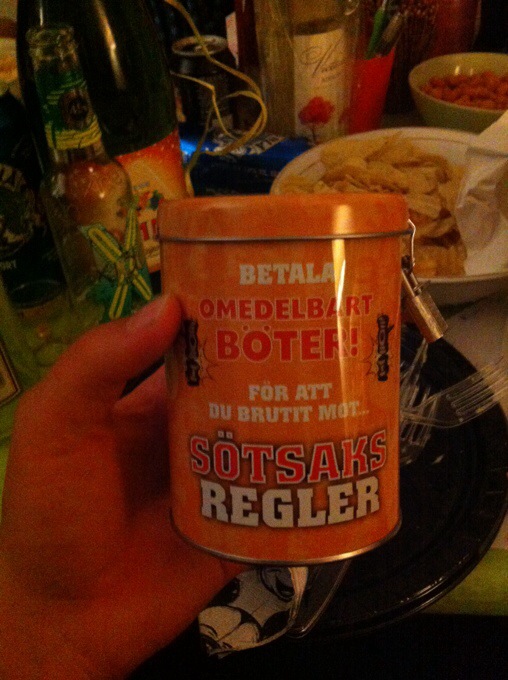 BETALA
OMEDELBART
BÖTER!
FÖR ATT
DU BRUTIT MOT...
SÖTSAKS
REGLER